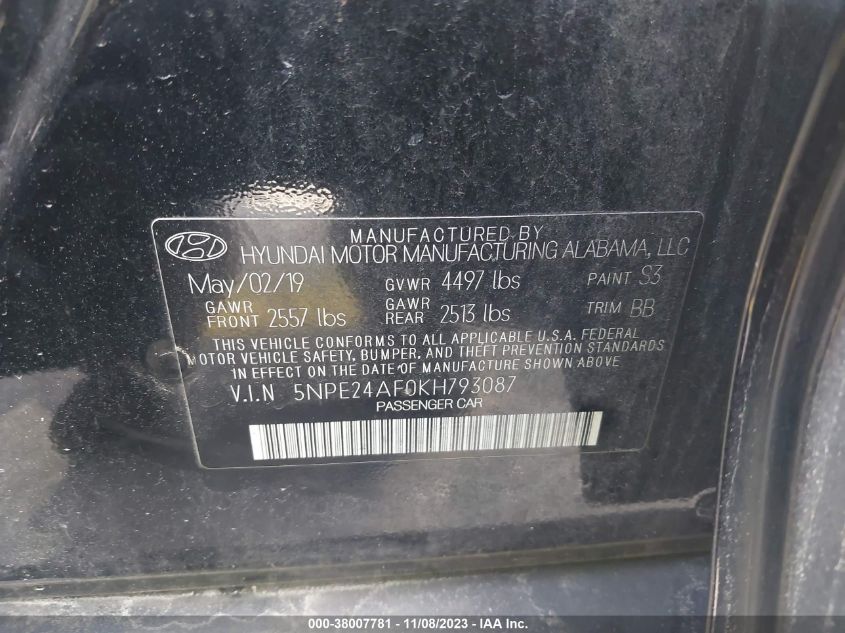 MANUFACTURED BY
HYUNDAI MOTOR MANUFACTURING ALABAMA, LLC
May/02/19 GVWR 4497 lbs PAINT S3
GAWR FRONT 2557 lbs GAWR REAR 2513 lbs TRIM BB
THIS VEHICLE CONFORMS TO ALL APPLICABLE U.S.A. FEDERAL
MOTOR VEHICLE SAFETY, BUMPER, AND THEFT PREVENTION STANDARDS
IN EFFECT ON THE DATE OF MANUFACTURE SHOWN ABOVE
V.I.N 5NPE24AF0KH793087
PASSENGER CAR
000-38007781 - 11/08/2023 - © IAA Inc.